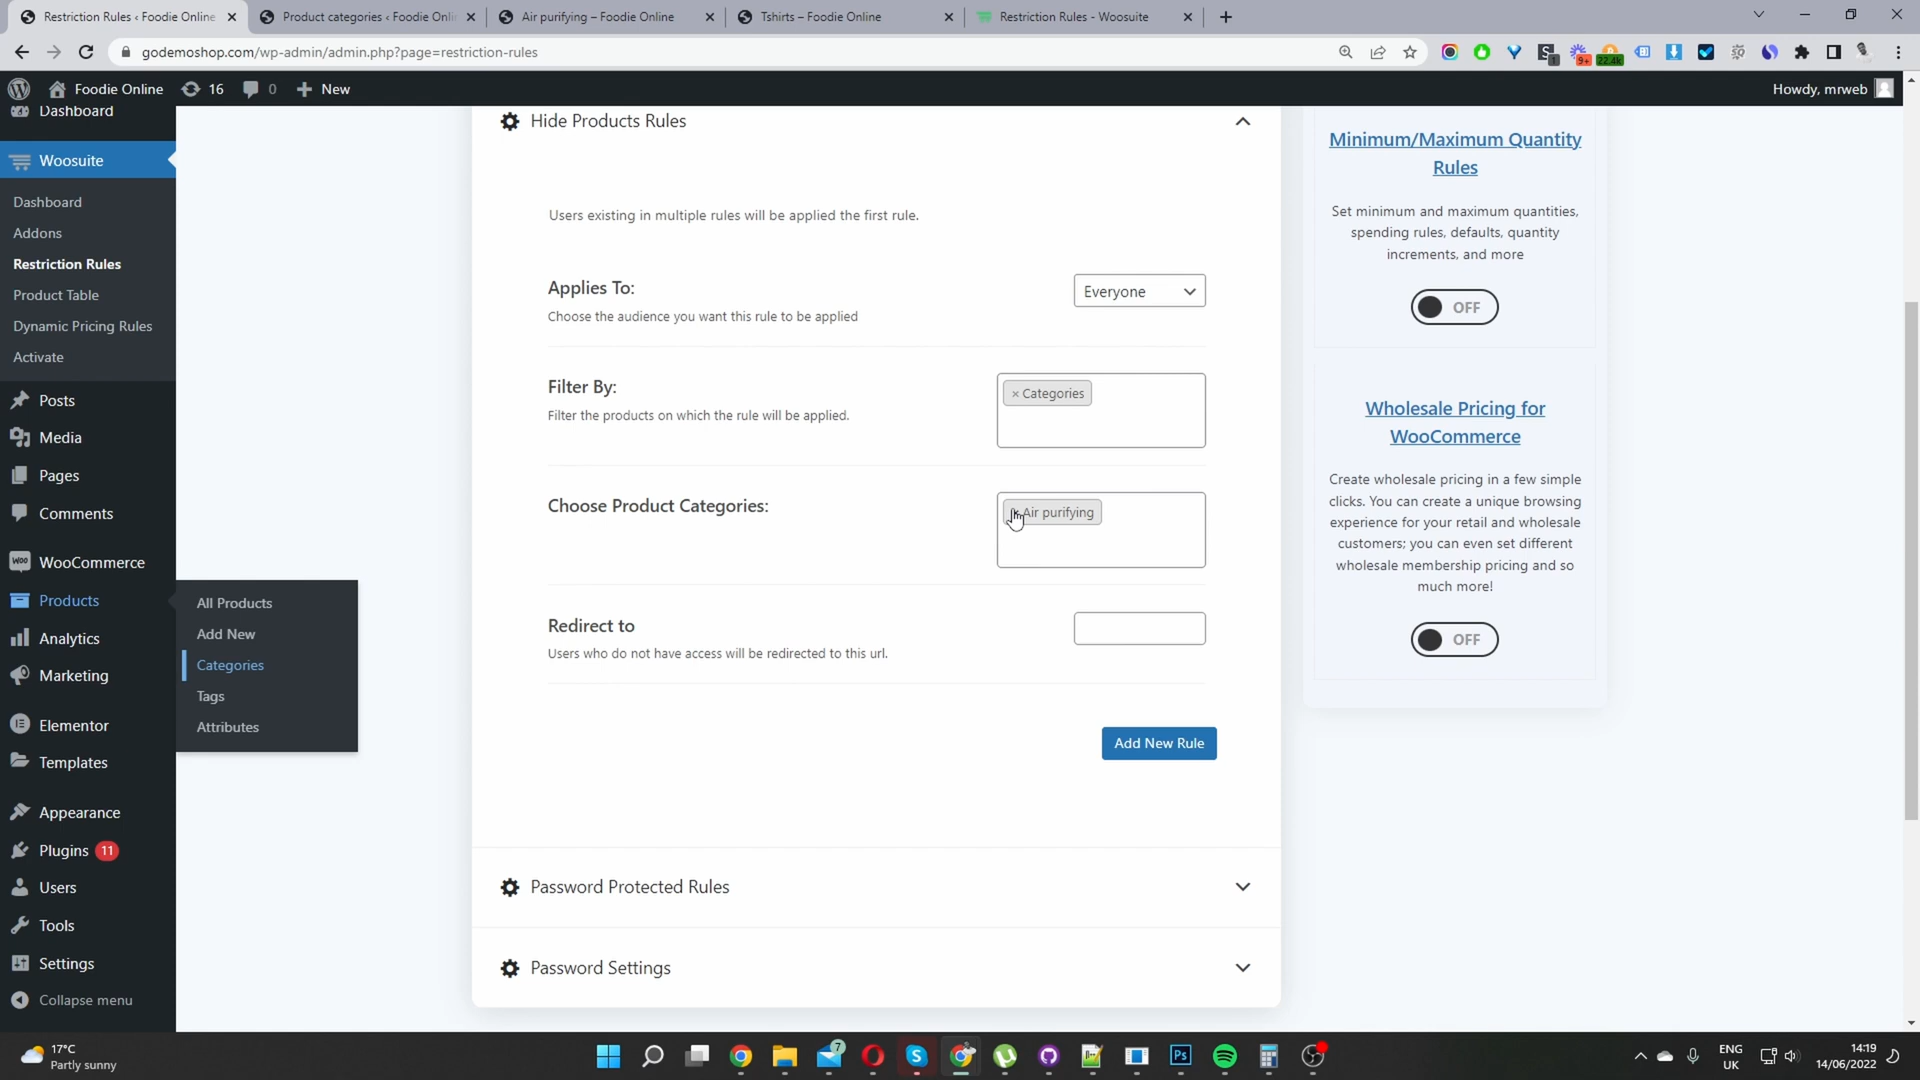 Restriction Rules ‹ Foodie Online
Product categories ‹ Foodie Onli
Air purifying – Foodie Online
Tshirts – Foodie Online
Restriction Rules - Woosuite
godemoshop.com/wp-admin/admin.php?page=restriction-rules
9+
22.4k
Foodie Online
16
0
New
Howdy, mrweb
Dashboard
Woosuite
Dashboard
Addons
Restriction Rules
Product Table
Dynamic Pricing Rules
Activate
Posts
Media
Pages
Comments
WooCommerce
Products
Analytics
Marketing
Elementor
Templates
Appearance
Plugins 11
Users
Tools
Settings
Collapse menu
All Products
Add New
Categories
Tags
Attributes
Hide Products Rules
Users existing in multiple rules will be applied the first rule.
Applies To:
Choose the audience you want this rule to be applied
Everyone
Filter By:
Filter the products on which the rule will be applied.
× Categories
Choose Product Categories:
Air purifying
Redirect to
Users who do not have access will be redirected to this url.
Add New Rule
Password Protected Rules
Password Settings
Minimum/Maximum Quantity
Rules
Set minimum and maximum quantities,
spending rules, defaults, quantity
increments, and more
OFF
Wholesale Pricing for
WooCommerce
Create wholesale pricing in a few simple
clicks. You can create a unique browsing
experience for your retail and wholesale
customers; you can even set different
wholesale membership pricing and so
much more!
OFF
17°C
Partly sunny
7
Ps
ENG
UK
14:19
14/06/2022